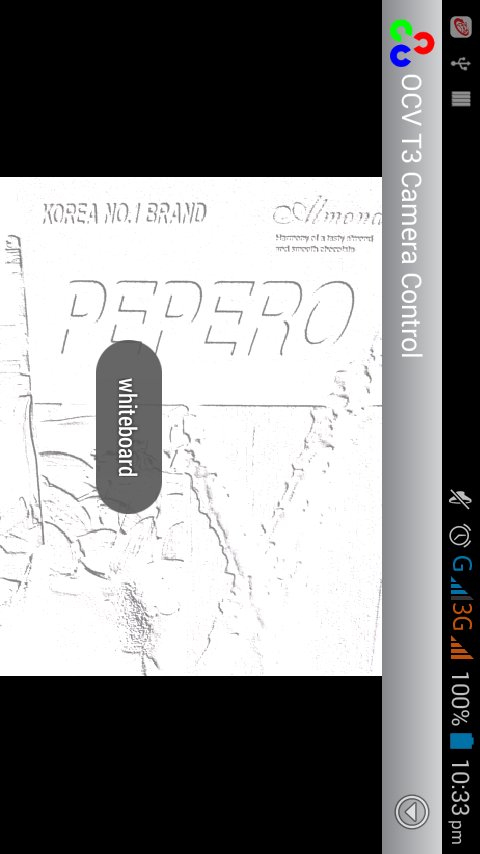 G 3G 100% 10:33 pm
OCV T3 Camera Control
KOREA NO.1 BRAND
Almond
Harmony of a tasty almond
and smooth chocolate
PEPERO
whiteboard